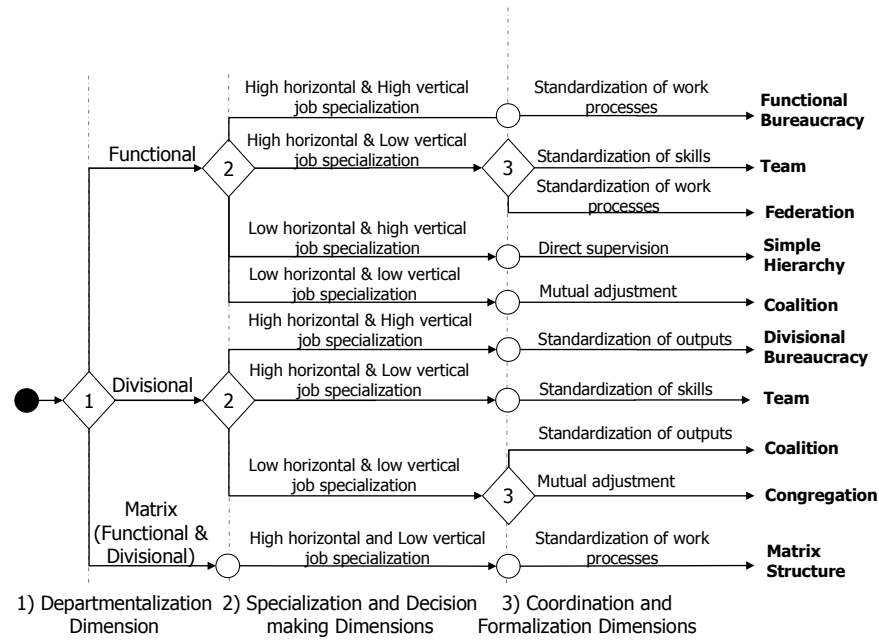 High horizontal & High vertical
job specialization
Standardization of work
processes
Functional
Bureaucracy
Functional
2
High horizontal & Low vertical
job specialization
3
Standardization of skills
Team
Standardization of work
processes
Federation
Low horizontal & high vertical
job specialization
Direct supervision
Simple
Hierarchy
Low horizontal & low vertical
job specialization
Mutual adjustment
Coalition
High horizontal & High vertical
job specialization
Standardization of outputs
Divisional
Bureaucracy
1
Divisional
2
High horizontal & Low vertical
job specialization
Standardization of skills
Team
Standardization of outputs
Coalition
Low horizontal & low vertical
job specialization
3
Mutual adjustment
Congregation
Matrix
(Functional &
Divisional)
High horizontal and Low vertical
job specialization
Standardization of work
processes
Matrix
Structure
1) Departmentalization
Dimension
2) Specialization and Decision
making Dimensions
3) Coordination and
Formalization Dimensions